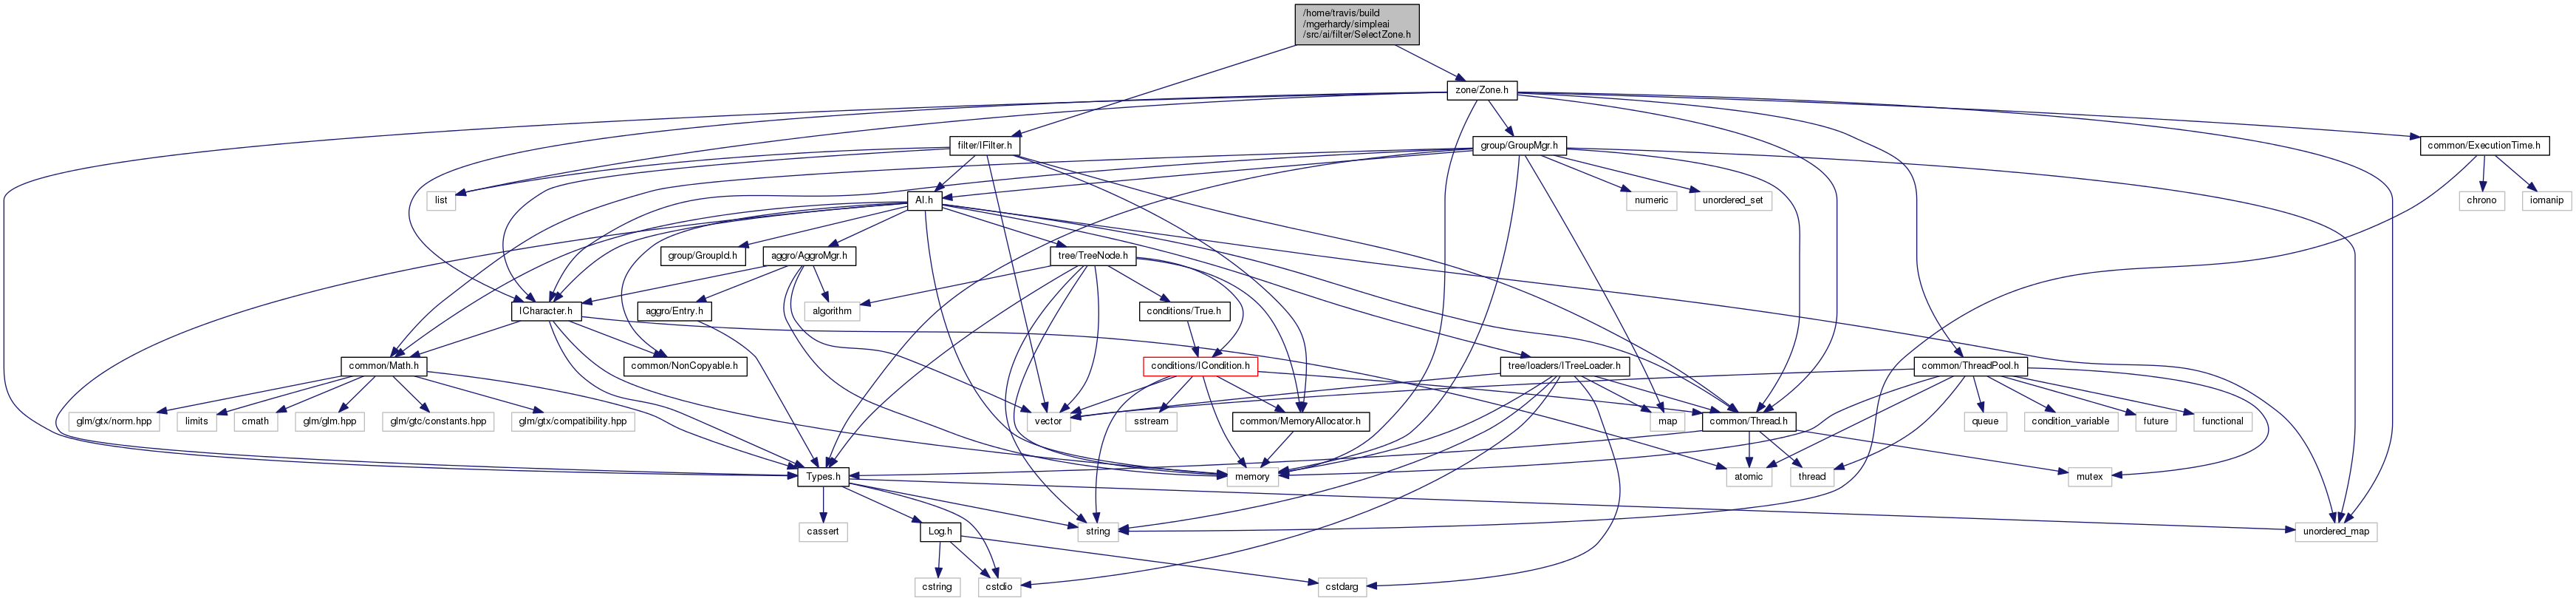 /home/travis/build
/mgerhardy/simpleai
/src/ai/filter/SelectZone.h
zone/Zone.h
filter/IFilter.h
group/GroupMgr.h
common/ExecutionTime.h
list
AI.h
numeric
unordered_set
chrono
iomanip
group/GroupId.h
aggro/AggroMgr.h
tree/TreeNode.h
ICharacter.h
aggro/Entry.h
algorithm
conditions/True.h
common/Math.h
common/NonCopyable.h
conditions/ICondition.h
tree/loaders/ITreeLoader.h
common/ThreadPool.h
glm/gtx/norm.hpp
limits
cmath
glm/glm.hpp
glm/gtc/constants.hpp
glm/gtx/compatibility.hpp
vector
sstream
common/MemoryAllocator.h
map
common/Thread.h
queue
condition_variable
future
functional
Types.h
memory
atomic
thread
mutex
cassert
Log.h
string
unordered_map
cstring
cstdio
cstdarg